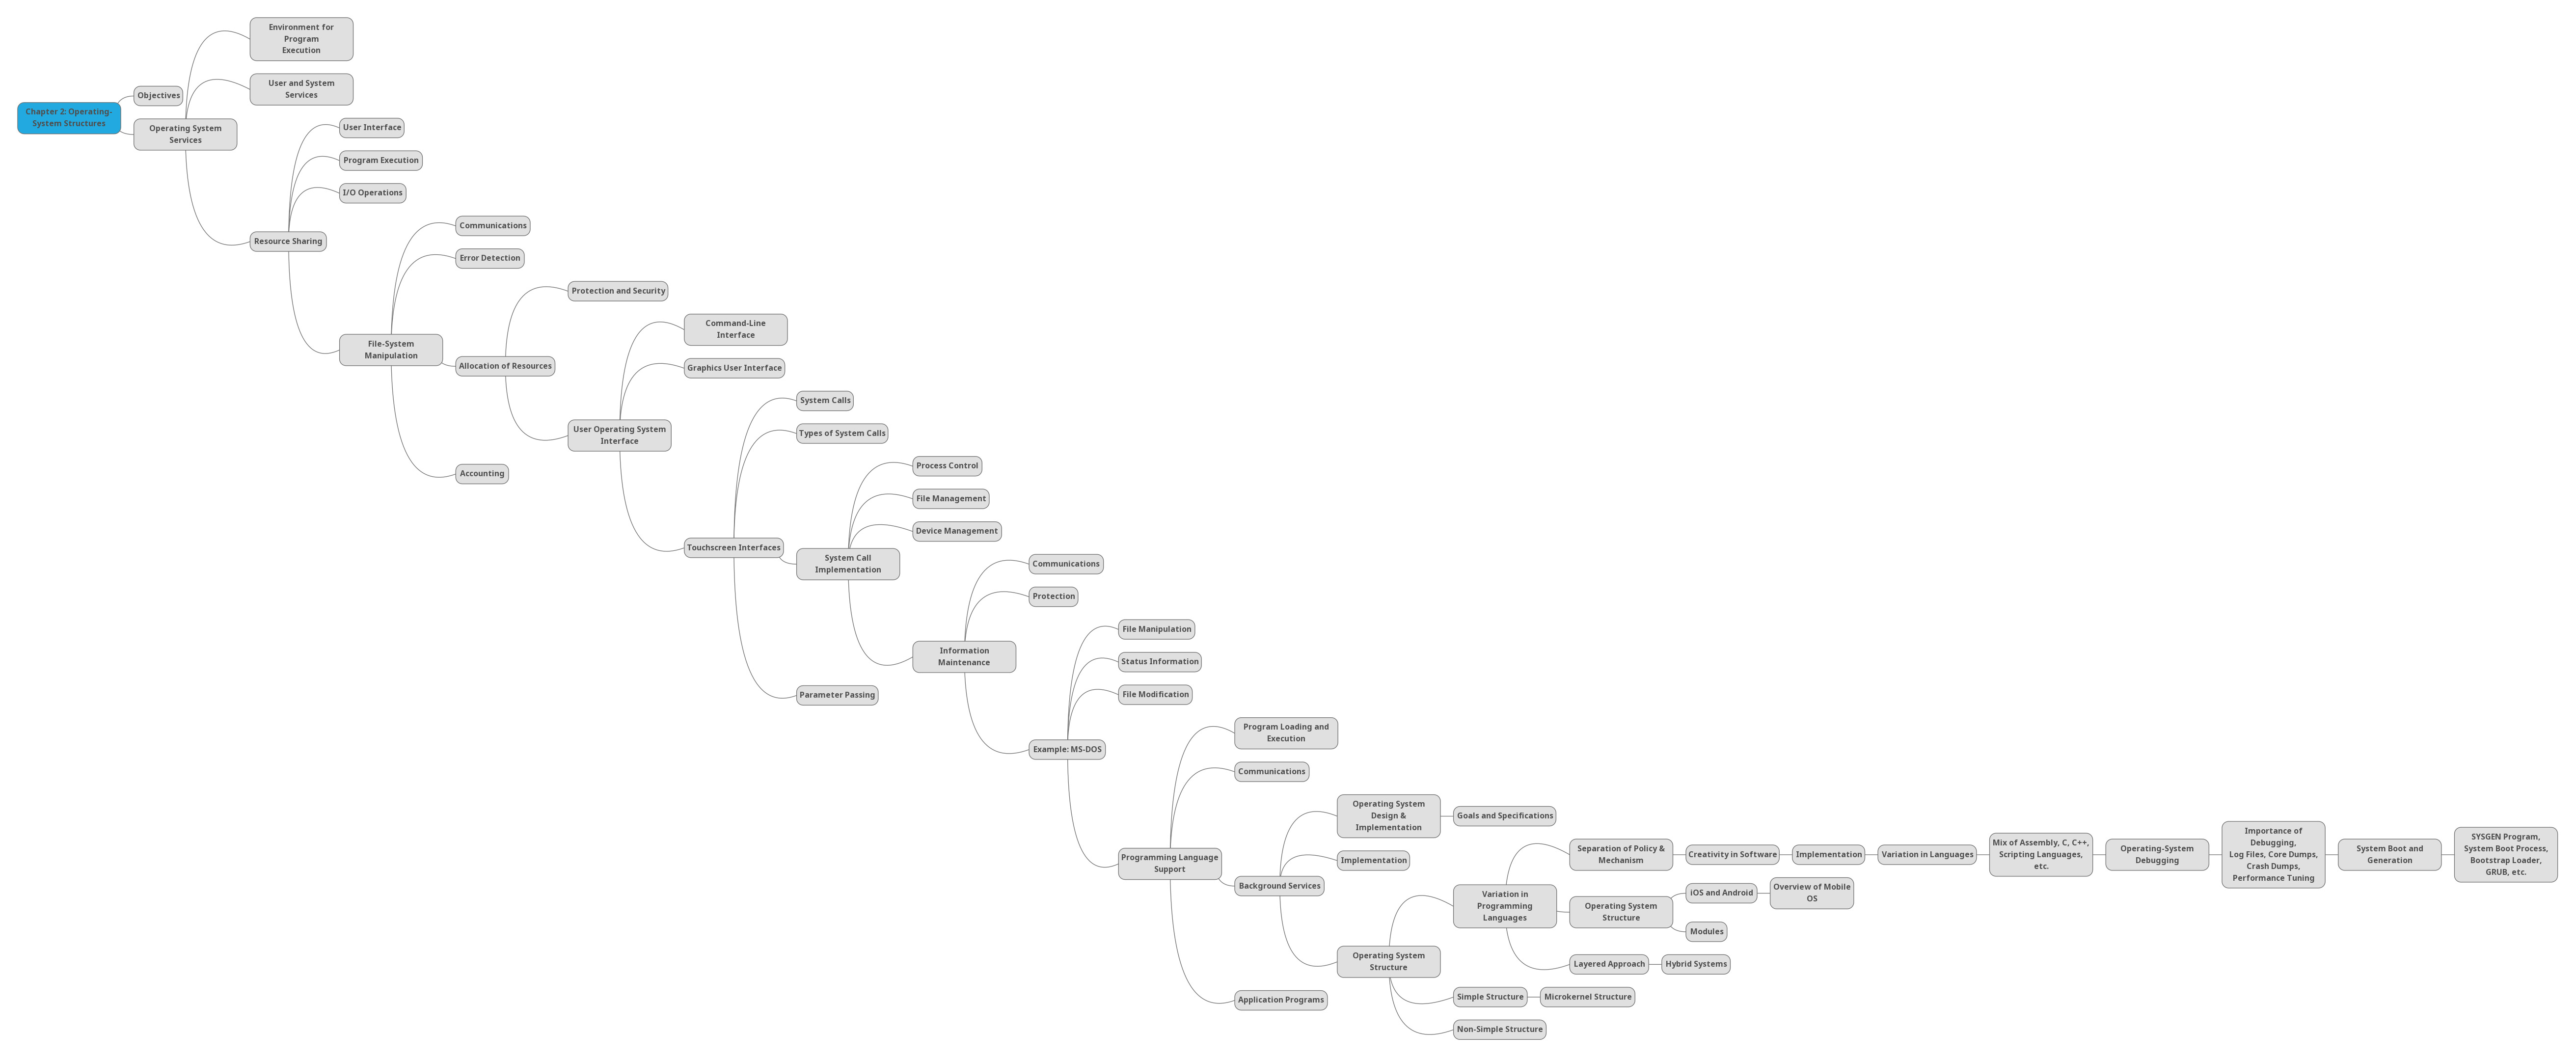 Environment for
Program
Execution
User and System
Services
Objectives
Chapter 2: Operating-
System Structures
Operating System
Services
User Interface
Program Execution
I/O Operations
Resource Sharing
Communications
Error Detection
Protection and Security
File-System
Manipulation
Allocation of Resources
Command-Line
Interface
Graphics User Interface
User Operating System
Interface
Accounting
System Calls
Types of System Calls
Process Control
File Management
Device Management
Touchscreen Interfaces
System Call
Implementation
Communications
Protection
Information
Maintenance
Parameter Passing
File Manipulation
Status Information
File Modification
Example: MS-DOS
Program Loading and
Execution
Communications
Operating System
Design &
Implementation
Goals and Specifications
Programming Language
Support
Implementation
Background Services
Separation of Policy &
Mechanism
Creativity in Software
Implementation
Variation in Languages
Mix of Assembly, C, C++,
Scripting Languages,
etc.
Operating-System
Debugging
Importance of
Debugging,
Log Files, Core Dumps,
Crash Dumps,
Performance Tuning
System Boot and
Generation
SYSGEN Program,
System Boot Process,
Bootstrap Loader,
GRUB, etc.
Variation in
Programming
Languages
Operating System
Structure
iOS and Android
Overview of Mobile
OS
Modules
Operating System
Structure
Layered Approach
Hybrid Systems
Application Programs
Simple Structure
Microkernel Structure
Non-Simple Structure